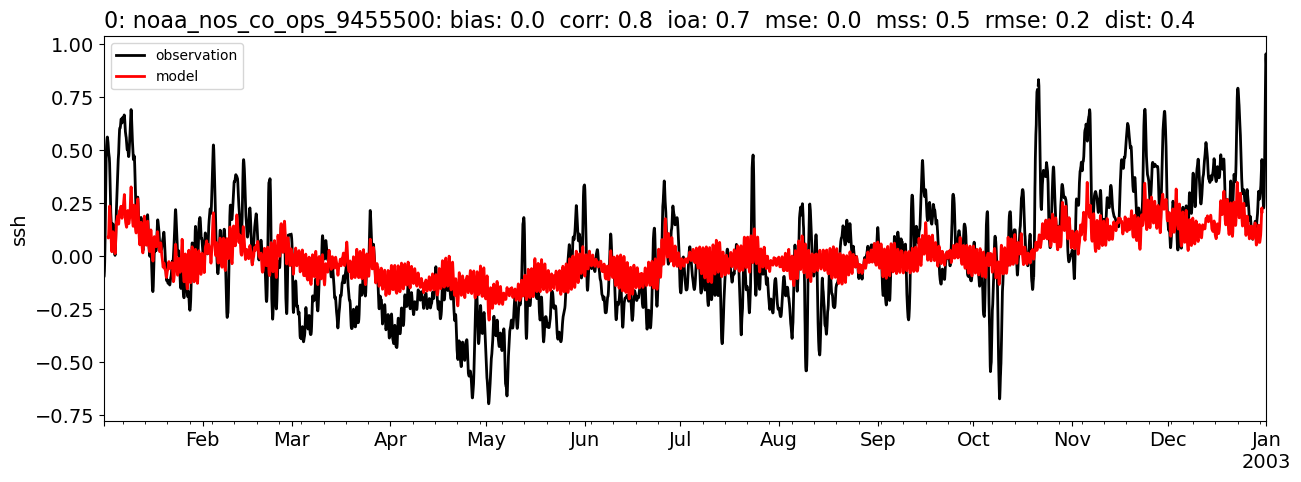 0: noaa_nos_co_ops_9455500: bias: 0.0  corr: 0.8  ioa: 0.7  mse: 0.0  mss: 0.5  rmse: 0.2  dist: 0.4
observation
model
1.00
0.75
0.50
0.25
0.00
−0.25
−0.50
−0.75
ssh
Feb Mar Apr May Jun Jul Aug Sep Oct Nov Dec Jan
2003